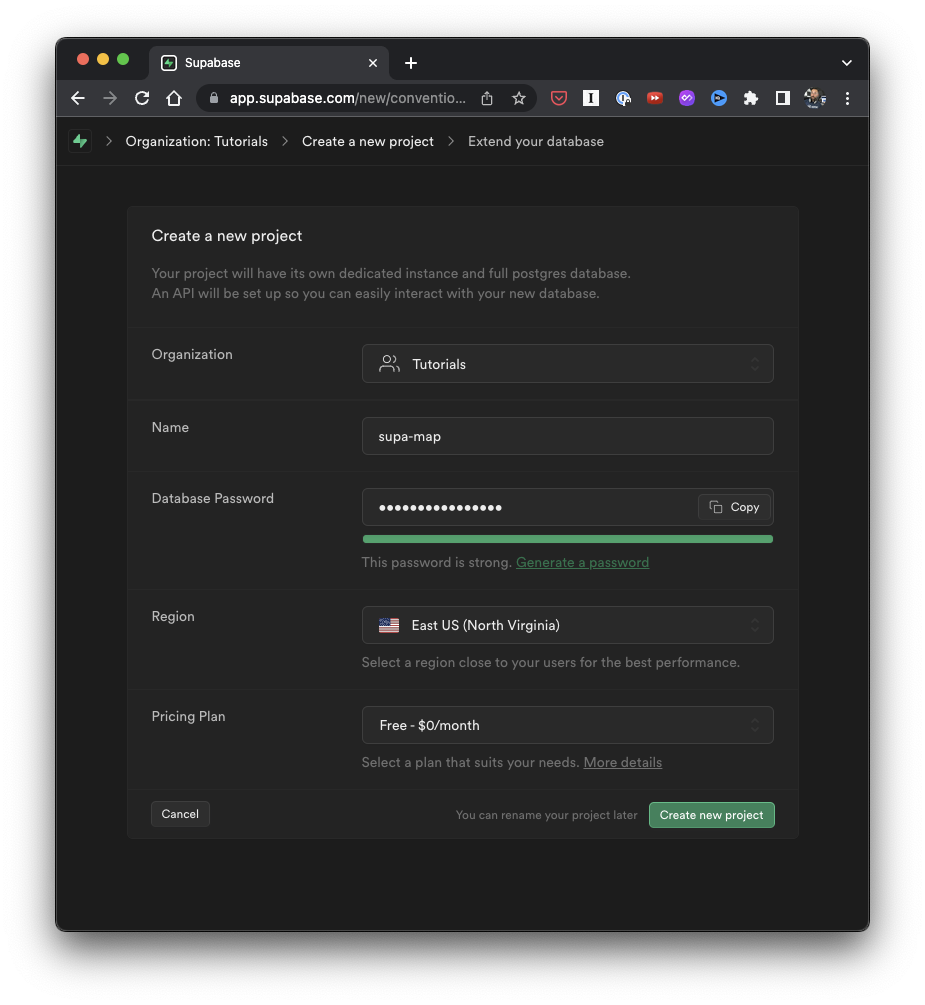 Supabase
app.supabase.com/new/conventio...
Organization: Tutorials > Create a new project > Extend your database
Create a new project
Your project will have its own dedicated instance and full postgres database.
An API will be set up so you can easily interact with your new database.
Organization
Tutorials
Name
supa-map
Database Password
••••••••••••••••
Copy
This password is strong. Generate a password
Region
East US (North Virginia)
Select a region close to your users for the best performance.
Pricing Plan
Free - $0/month
Select a plan that suits your needs. More details
Cancel
You can rename your project later
Create new project